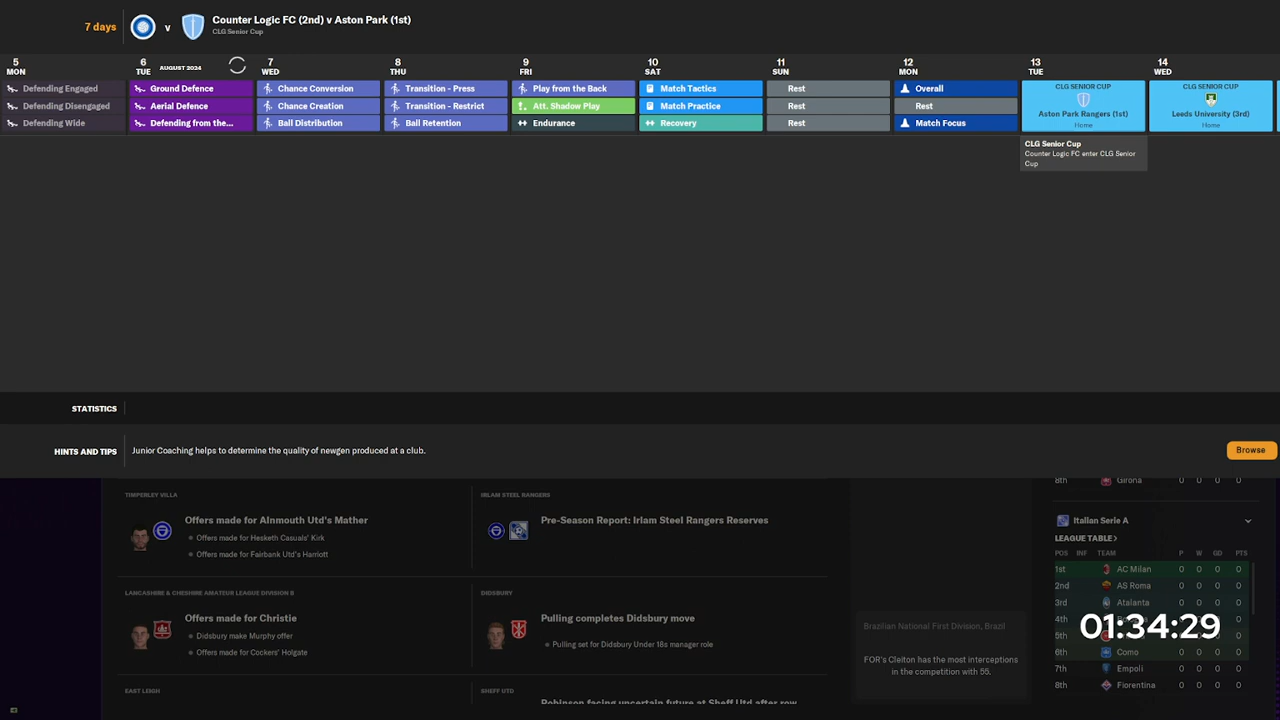 7 days
v
Counter Logic FC (2nd) v Aston Park (1st)
CLG Senior Cup
5
MON
6
TUE
AUGUST 2024
7
WED
8
THU
9
FRI
10
SAT
11
SUN
12
MON
13
TUE
14
WED
Defending Engaged
Ground Defence
Chance Conversion
Transition - Press
Play from the Back
Match Tactics
Rest
Overall
CLG SENIOR CUP
CLG SENIOR CUP
Defending Disengaged
Aerial Defence
Chance Creation
Transition - Restrict
Att. Shadow Play
Match Practice
Rest
Rest
Aston Park Rangers (1st)
Leeds University (3rd)
Defending Wide
Defending from the...
Ball Distribution
Ball Retention
Endurance
Recovery
Rest
Match Focus
Home
Home
CLG Senior Cup
Counter Logic FC enter CLG Senior
Cup
STATISTICS
HINTS AND TIPS
Junior Coaching helps to determine the quality of newgen produced at a club.
Browse
TIMPERLEY VILLA
Offers made for Alnmouth Utd's Mather
Offers made for Hesketh Casuals' Kirk
Offers made for Fairbank Utd's Harriott
IRLAM STEEL RANGERS
Pre-Season Report: Irlam Steel Rangers Reserves
LANCASHIRE & CHESHIRE AMATEUR LEAGUE DIVISION B
Offers made for Christie
Didsbury make Murphy offer
Offers made for Cockers' Holgate
DIDSBURY
Pulling completes Didsbury move
Pulling set for Didsbury Under 18s manager role
EAST LEIGH
SHEFF UTD
Robinson facing uncertain future at Sheff Utd after row
Brazilian National First Division, Brazil
FOR's Cleiton has the most interceptions
in the competition with 55.
8th Girona 0 0 0 0
Italian Serie A
LEAGUE TABLE
POS INF TEAM P W GD PTS
1st AC Milan 0 0 0 0
2nd AS Roma 0 0 0 0
3rd Atalanta 0 0 0 0
4th
01:34:29
5th
6th Como 0 0 0 0
7th Empoli 0 0 0 0
8th Fiorentina 0 0 0 0